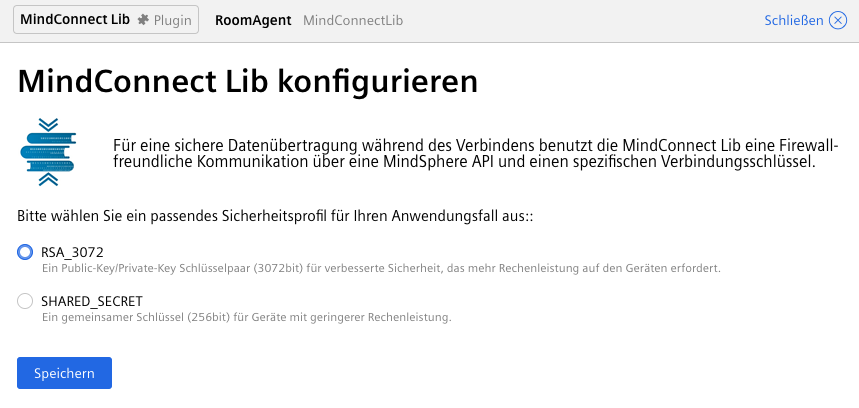 MindConnect Lib Plugin RoomAgent MindConnectLib Schließen
MindConnect Lib konfigurieren
Für eine sichere Datenübertragung während des Verbindens benutzt die MindConnect Lib eine Firewall-
freundliche Kommunikation über eine MindSphere API und einen spezifischen Verbindungsschlüssel.
Bitte wählen Sie ein passendes Sicherheitsprofil für Ihren Anwendungsfall aus::
RSA_3072
Ein Public-Key/Private-Key Schlüsselpaar (3072bit) für verbesserte Sicherheit, das mehr Rechenleistung auf den Geräten erfordert.
SHARED_SECRET
Ein gemeinsamer Schlüssel (256bit) für Geräte mit geringerer Rechenleistung.
Speichern